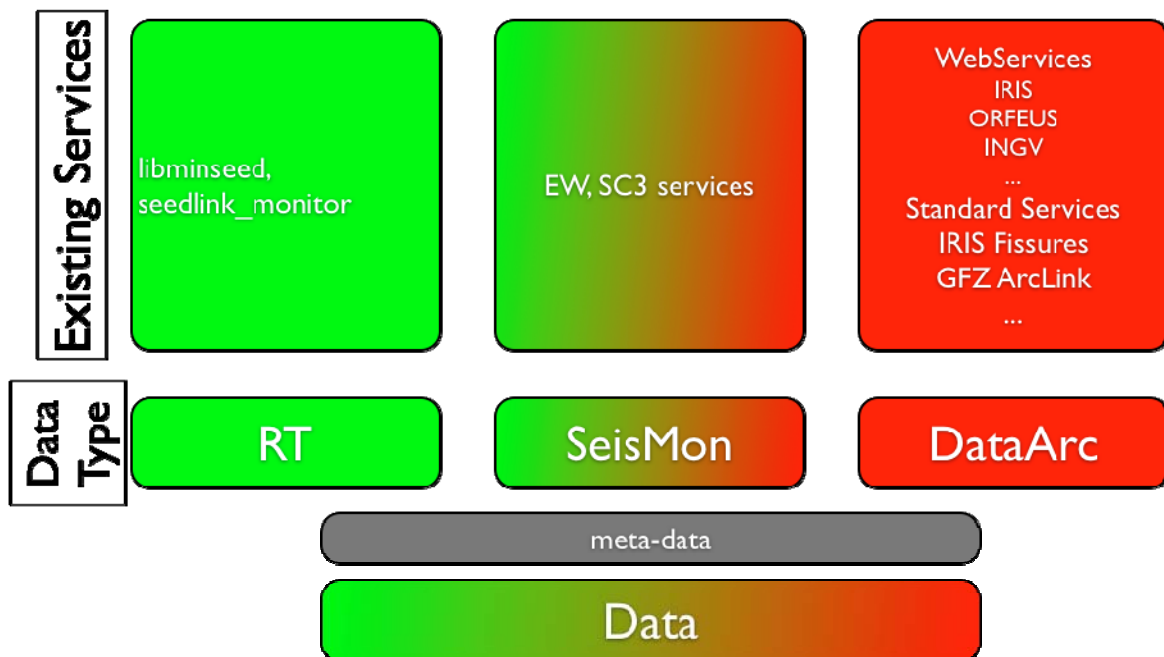 Existing Services
libminseed,
seedlink_monitor
EW, SC3 services
WebServices
IRIS
ORFEUS
INGV
...
Standard Services
IRIS Fissures
GFZ ArcLink
...
Data
Type
RT
SeisMon
DataArc
meta-data
Data